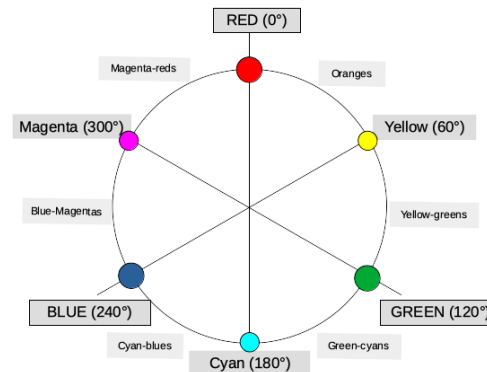 RED (0°)
Magenta-reds
Oranges
Magenta (300°)
Yellow (60°)
Blue-Magentas
Yellow-greens
BLUE (240°)
GREEN (120°)
Cyan-blues
Green-cyans
Cyan (180°)